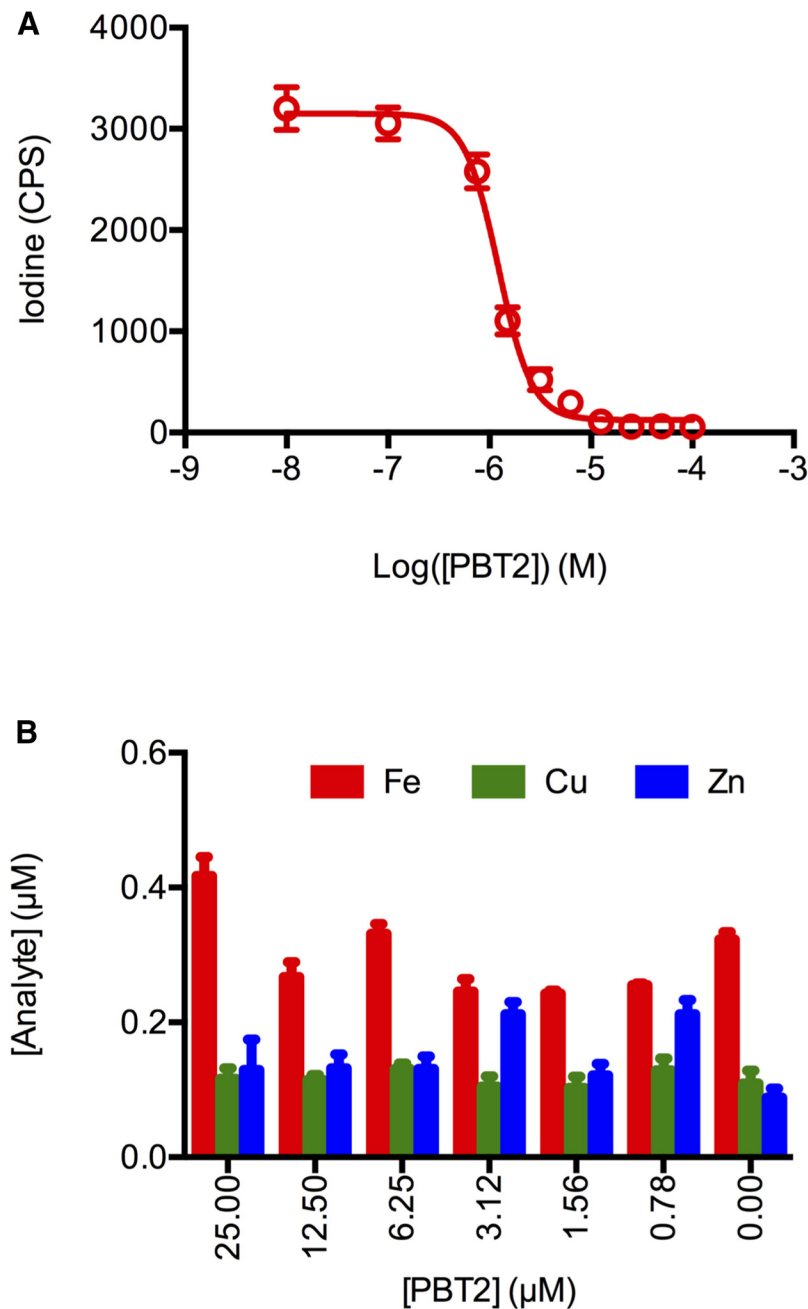 A
4000
3000
2000
1000
0
Iodine (CPS)
-9 -8 -7 -6 -5 -4 -3
Log([PBT2]) (M)
B
0.6
0.4
0.2
0.0
[Analyte] (µM)
Fe Cu Zn
25.00 12.50 6.25 3.12 1.56 0.78 0.00
[PBT2] (µM)